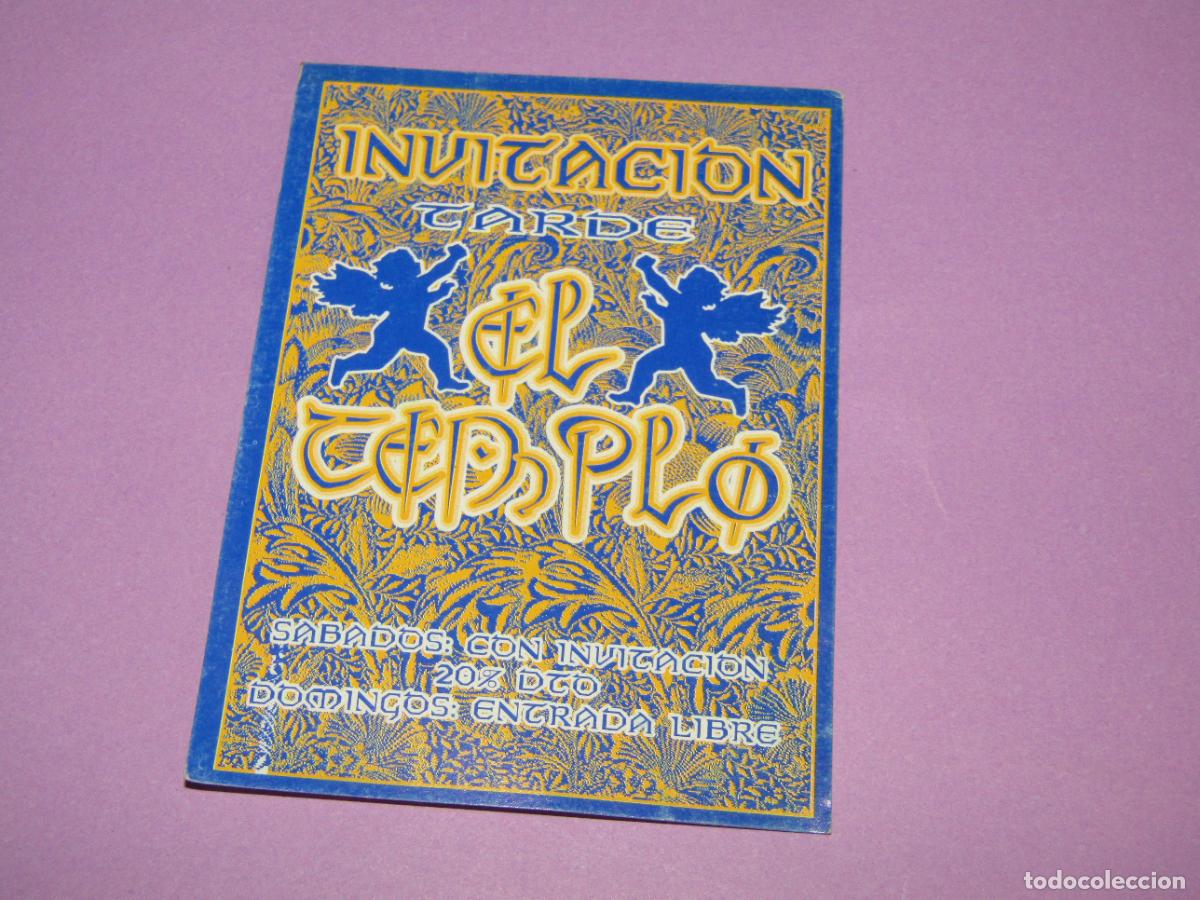 INVITACION
TARDE
EL
TEMPLO
SABADOS: CON INVITACION
20% DTO
DOMINGOS: ENTRADA LIBRE
todocoleccion